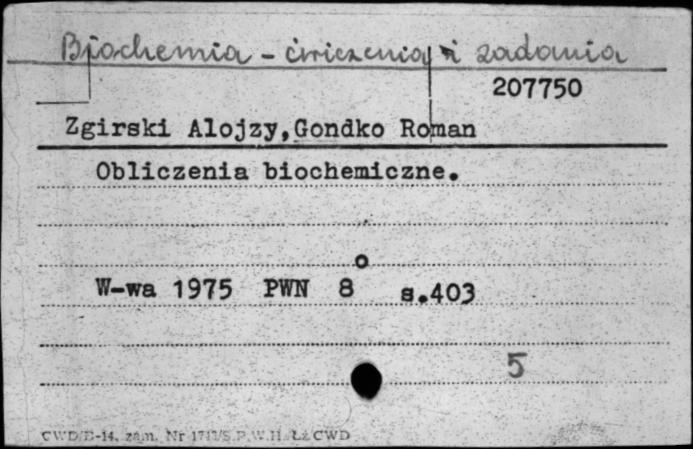 Biochemia - ćwiczenia i zadania
207750
Zgirski Alojzy,Gondko Roman
Obliczenia biochemiczne.
W-wa 1975 PWN 8° s.403
5
CWD/D-14. zam. Nr
CWD